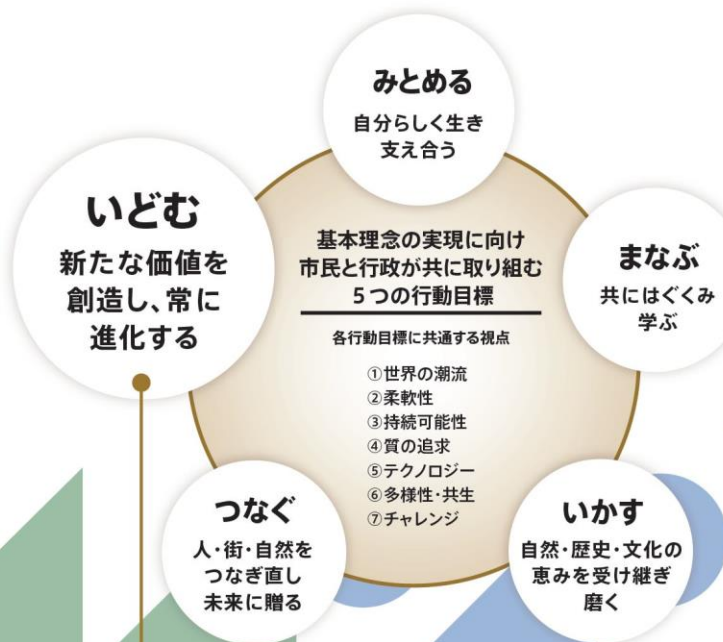 みとめる
自分らしく生き
支え合う
いどむ
新たな価値を
創造し、常に
進化する
基本理念の実現に向け
市民と行政が共に取り組む
5つの行動目標
各行動目標に共通する視点
①世界の潮流
②柔軟性
③持続可能性
④質の追求
⑤テクノロジー
⑥多様性・共生
⑦チャレンジ
まなぶ
共にはぐくみ
学ぶ
つなぐ
人・街・自然を
つなぎ直し
未来に贈る
いかす
自然・歴史・文化の
恵みを受け継ぎ
磨く